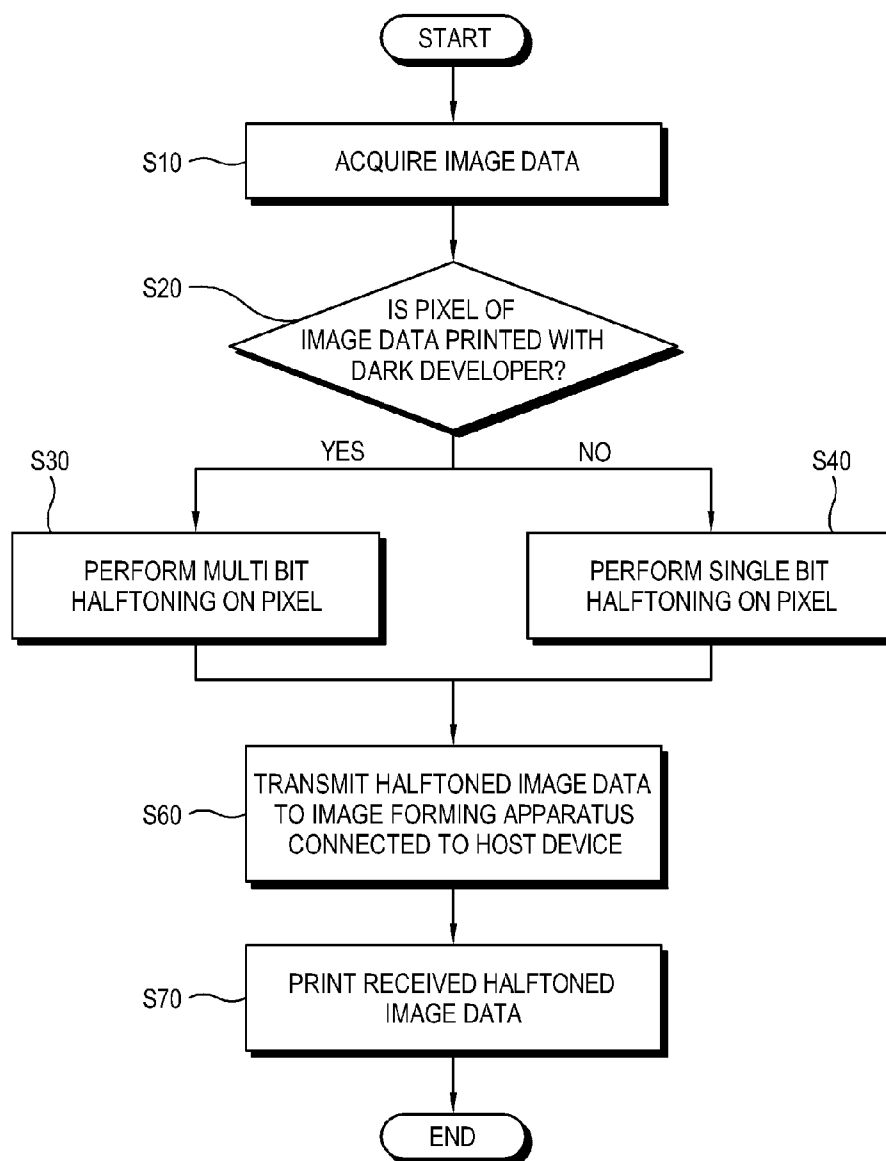 START
S10
ACQUIRE IMAGE DATA
S20
IS PIXEL OF
IMAGE DATA PRINTED WITH
DARK DEVELOPER?
YES
NO
S30
PERFORM MULTI BIT
HALFTONING ON PIXEL
S40
PERFORM SINGLE BIT
HALFTONING ON PIXEL
S60
TRANSMIT HALFTONED IMAGE DATA
TO IMAGE FORMING APPARATUS
CONNECTED TO HOST DEVICE
S70
PRINT RECEIVED HALFTONED
IMAGE DATA
END